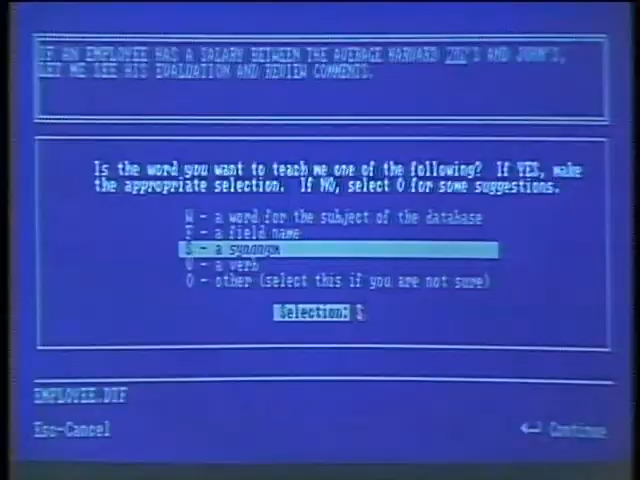 IF AN EMPLOYEE HAS A SALARY BETWEEN THE AVERAGE HARVARD'S AND JOHN'S,
LET ME SEE HIS EVALUATION AND REVIEW COMMENTS.
Is the word you want to teach me one of the following? If YES, make
the appropriate selection. If NO, select O for some suggestions.
W - a word for the subject of the database
F - a field name
S - a synonym
V - a verb
O - other (select this if you are not sure)
Selection: S
EMPLOYEE.DTF
Esc-Cancel
↵ Continue